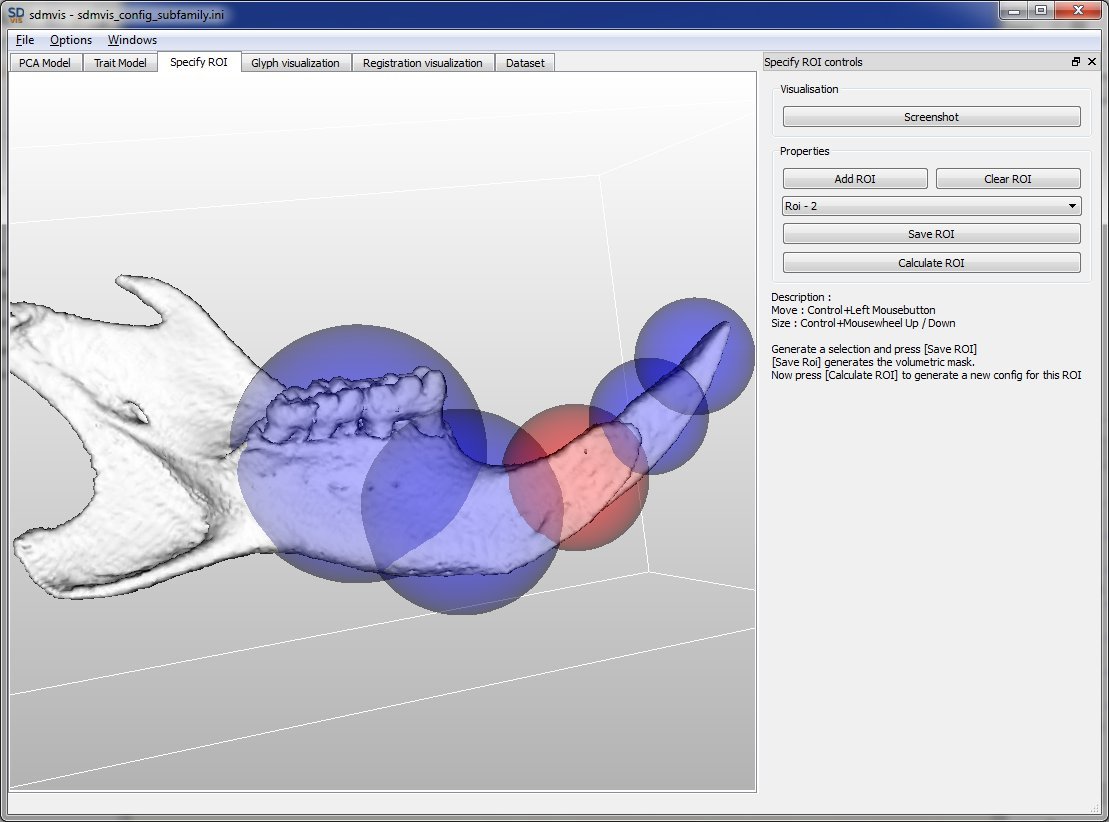 SD
VIS
sdmvis - sdmvis_config_subfamily.ini
File Options Windows
PCA Model Trait Model Specify ROI Glyph visualization Registration visualization Dataset
Specify ROI controls
Visualisation
Screenshot
Properties
Add ROI Clear ROI
Roi - 2
Save ROI
Calculate ROI
Description :
Move : Control+Left Mousebutton
Size : Control+Mousewheel Up / Down
Generate a selection and press [Save ROI]
[Save Roi] generates the volumetric mask.
Now press [Calculate ROI] to generate a new config for this ROI